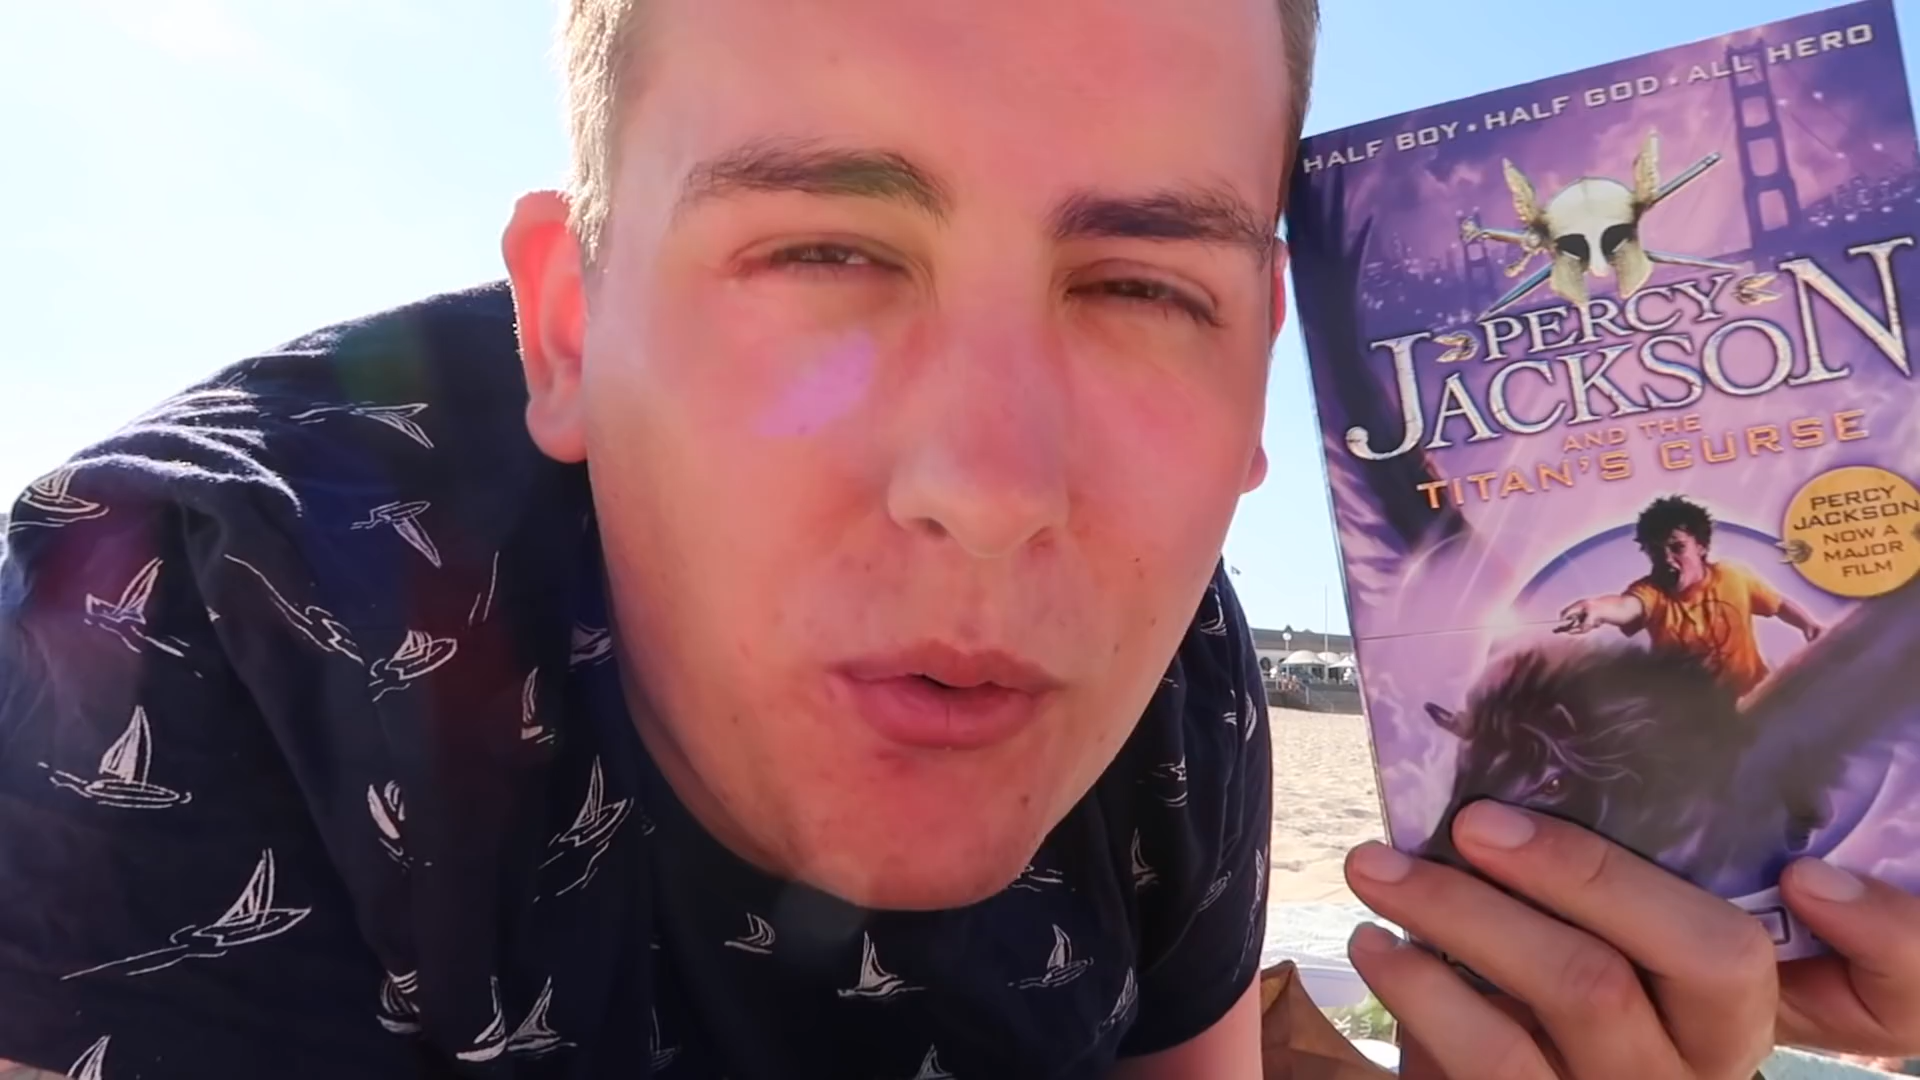 HALF BOY • HALF GOD • ALL HERO
PERCY
JACKSON
AND THE
TITAN'S CURSE
PERCY
JACKSON
NOW A
MAJOR
FILM